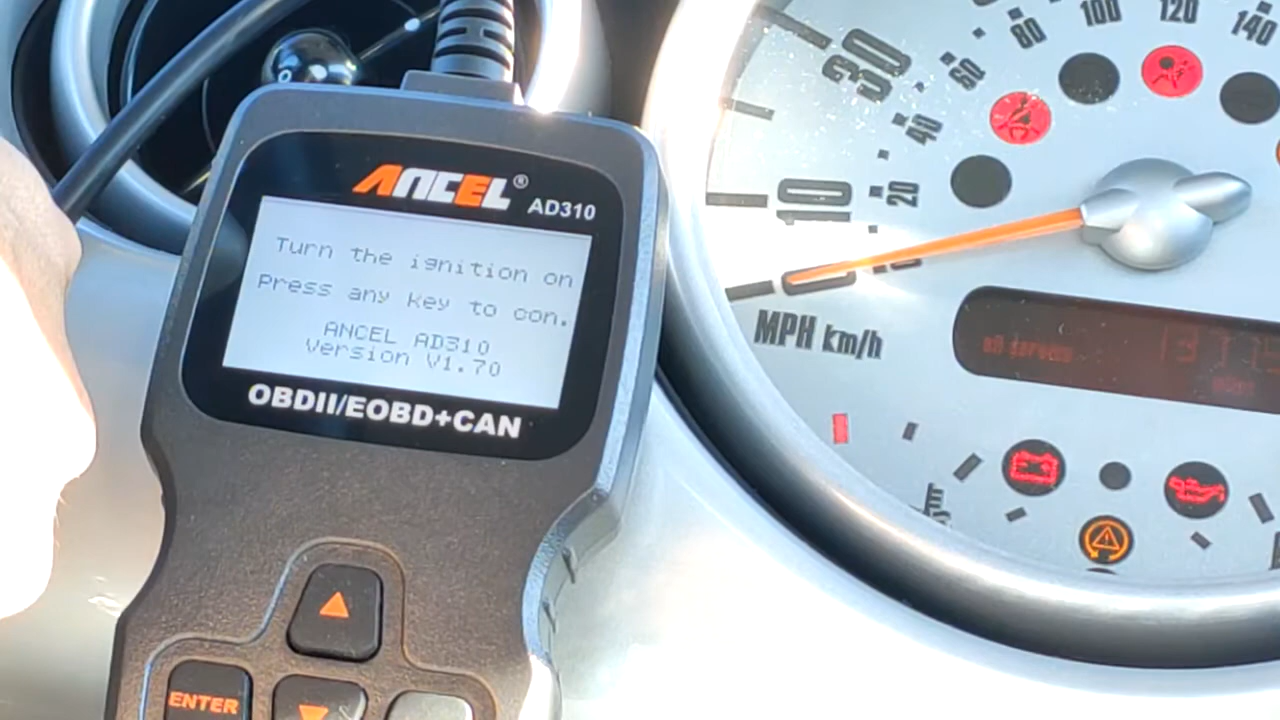 ANCEL®
AD310
Turn the ignition on
Press any key to con.
ANCEL AD310
Version V1.70
OBDII/EOBD+CAN
ENTER
30
10
20
40
60
80
100
120
140
MPH km/h